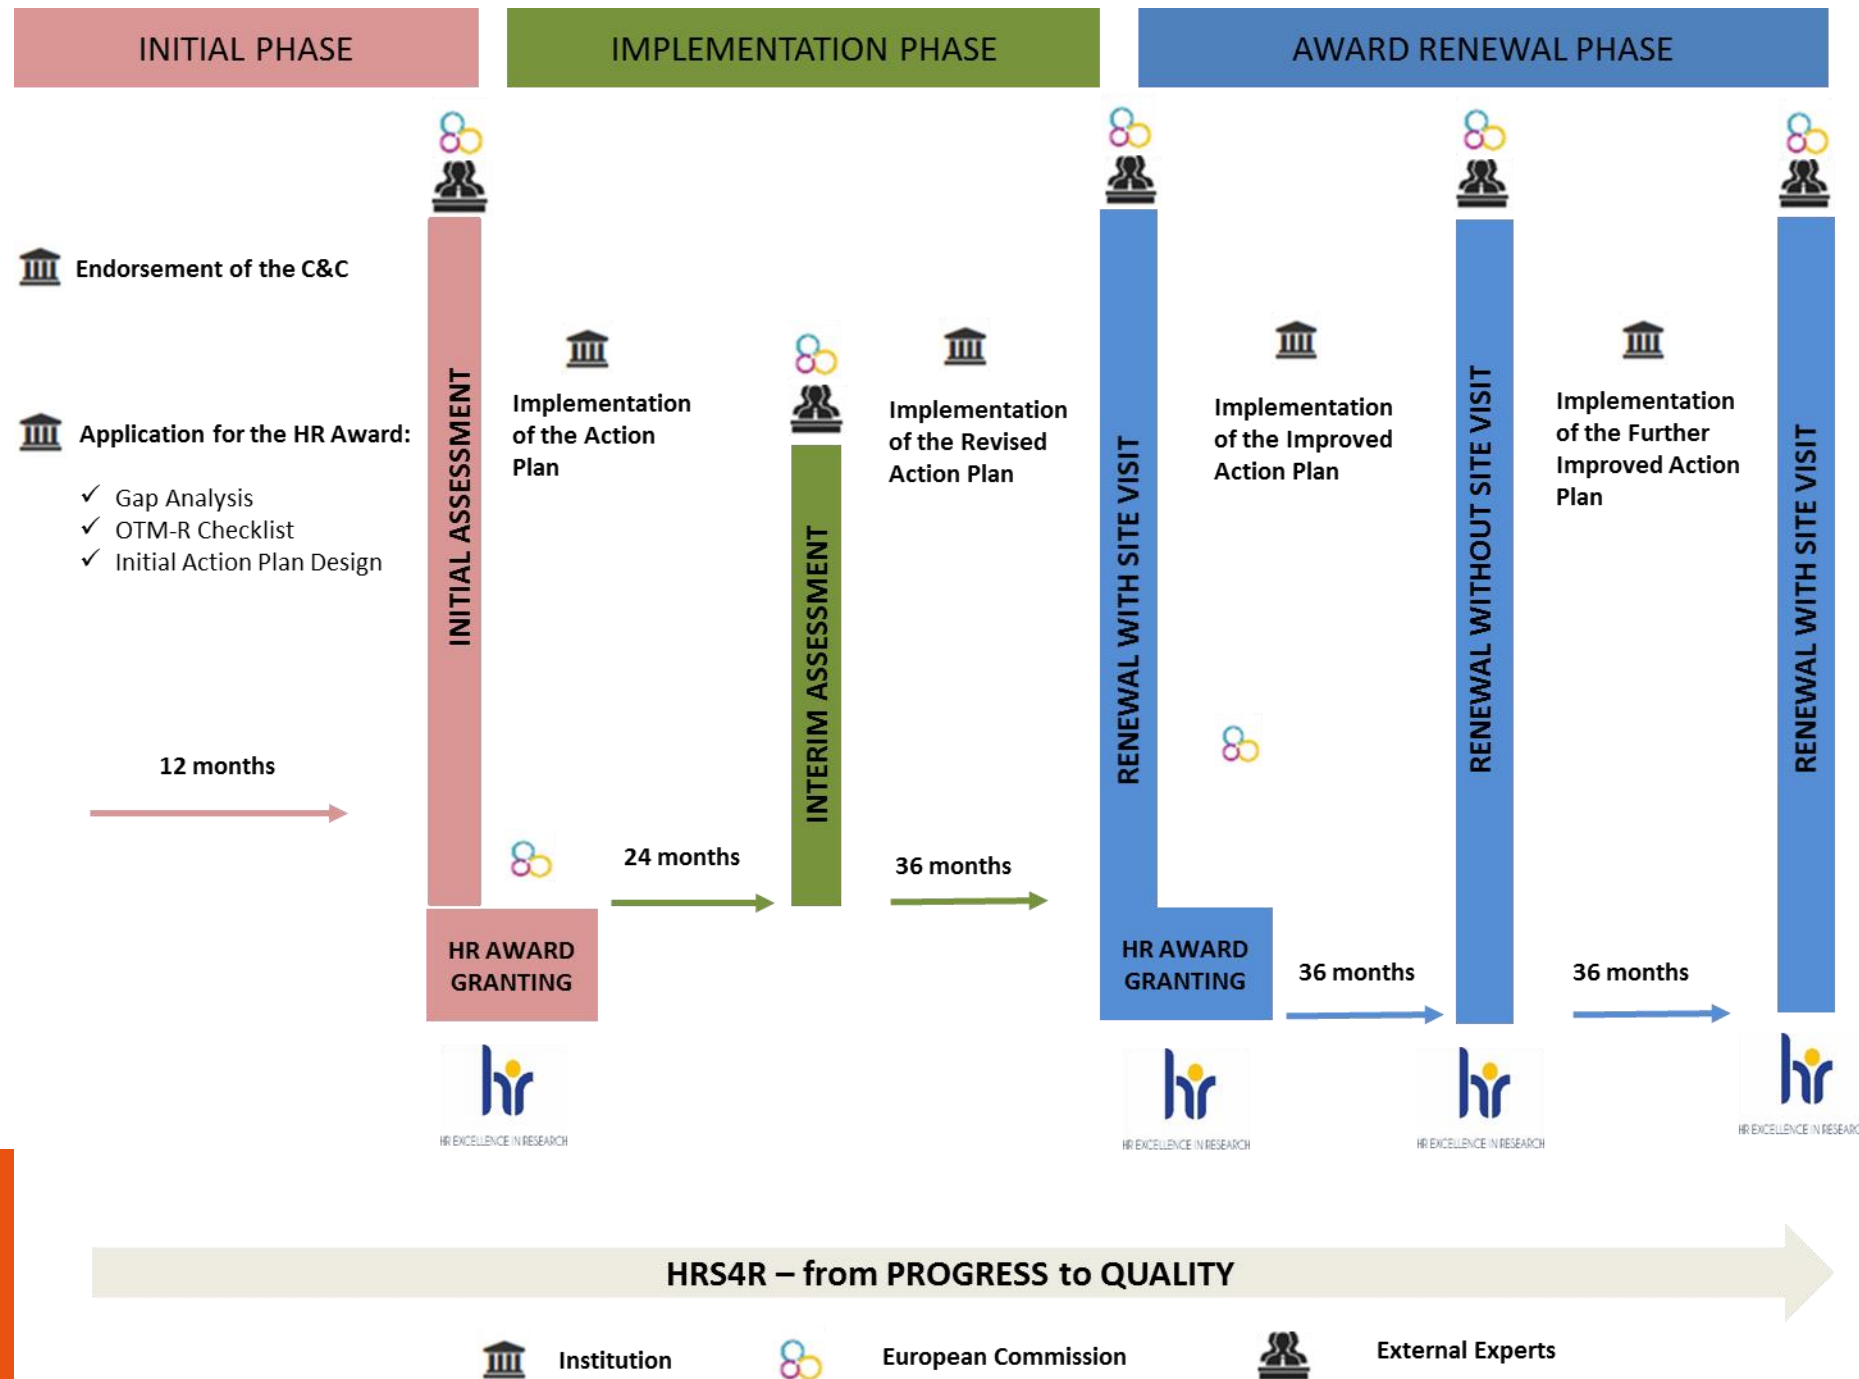 INITIAL PHASE
IMPLEMENTATION PHASE
AWARD RENEWAL PHASE
Endorsement of the C&C
Application for the HR Award:
✓ Gap Analysis
✓ OTM-R Checklist
✓ Initial Action Plan Design
12 months
INITIAL ASSESSMENT
HR AWARD
GRANTING
HR EXCELLENCE IN RESEARCH
Implementation
of the Action
Plan
24 months
INTERIM ASSESSMENT
Implementation
of the Revised
Action Plan
36 months
RENEWAL WITH SITE VISIT
HR AWARD
GRANTING
HR EXCELLENCE IN RESEARCH
Implementation
of the Improved
Action Plan
36 months
RENEWAL WITHOUT SITE VISIT
HR EXCELLENCE IN RESEARCH
Implementation
of the Further
Improved Action
Plan
36 months
RENEWAL WITH SITE VISIT
HR EXCELLENCE IN RESEARC
hr
hr
hr
hr
HRS4R – from PROGRESS to QUALITY
Institution
European Commission
External Experts